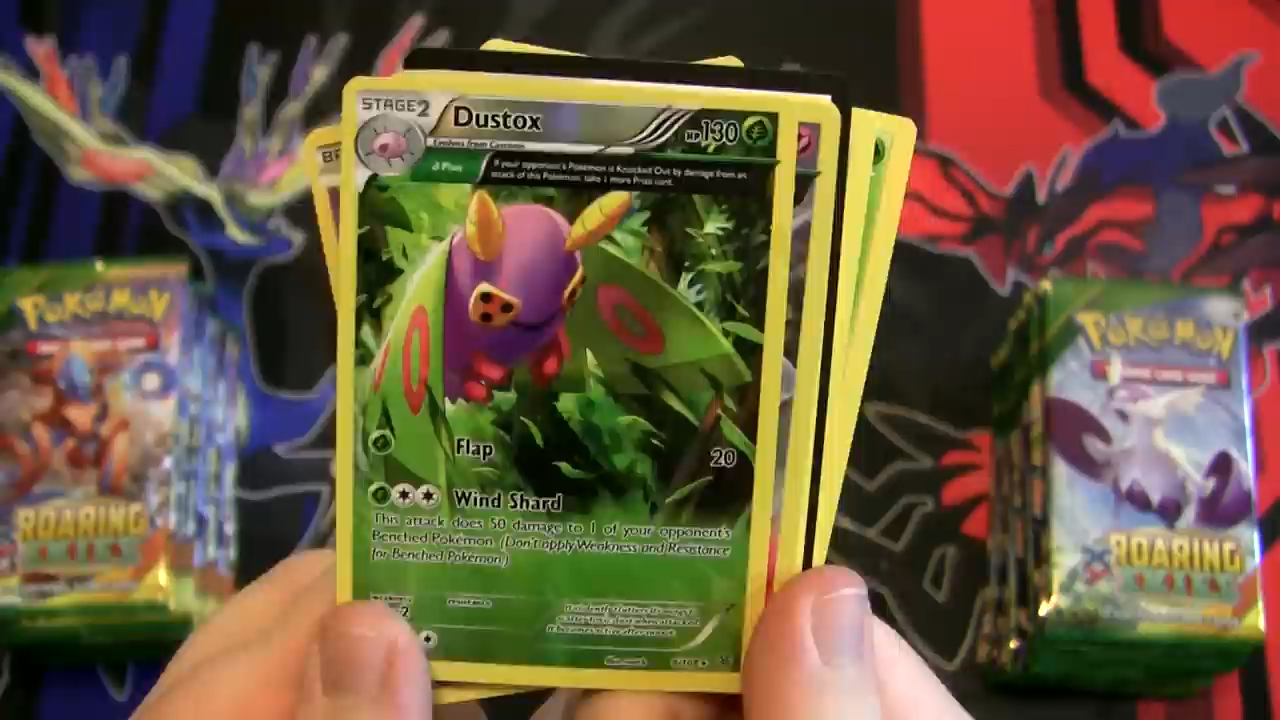 STAGE2
Dustox
HP130
Evolves from Cascoon
If your opponent's Pokémon is Knocked Out by damage from an
attack of this Pokémon, take 1 more Prize card.
Flap
20
Wind Shard
This attack does 50 damage to 1 of your opponent's
Benched Pokémon. (Don't apply Weakness and Resistance
for Benched Pokémon.)
resistance
POKéMON
ROARING
POKéMON
ROARING